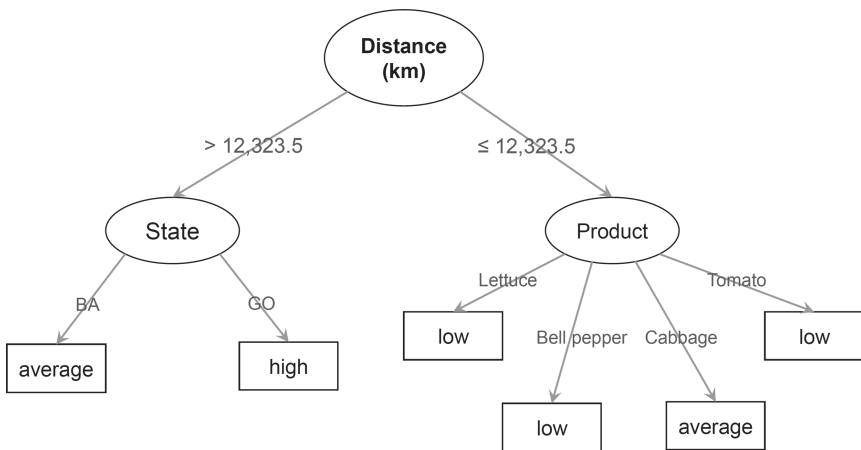 Distance
(km)
> 12,323.5
≤ 12,323.5
State
Product
BA
GO
Lettuce
Tomato
Bell pepper
Cabbage
average
high
low
low
low
average